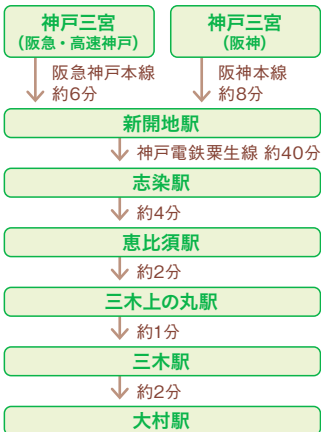 神戸三宮
(阪急・高速神戸)
神戸三宮
(阪神)
阪急神戸本線
約6分
阪神本線
約8分
新開地駅
神戸電鉄粟生線 約40分
志染駅
約4分
恵比須駅
約2分
三木上の丸駅
約1分
三木駅
約2分
大村駅